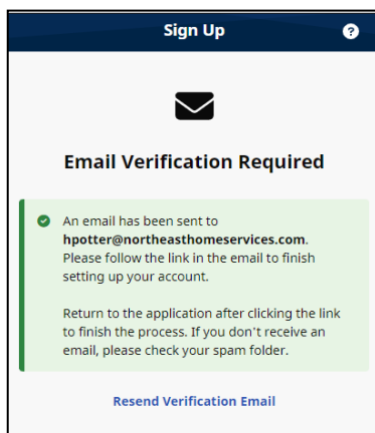 Sign Up
?
Email Verification Required
An email has been sent to
hpotter@northeasthomeservices.com.
Please follow the link in the email to finish
setting up your account.
Return to the application after clicking the link
to finish the process. If you don't receive an
email, please check your spam folder.
Resend Verification Email